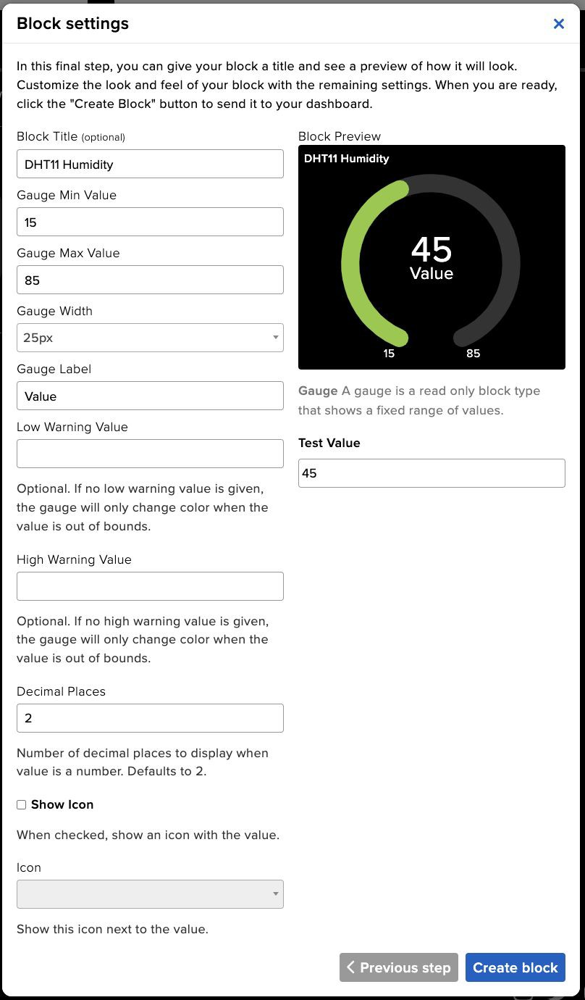 Block settings
In this final step, you can give your block a title and see a preview of how it will look.
Customize the look and feel of your block with the remaining settings. When you are ready,
click the "Create Block" button to send it to your dashboard.
Block Title (optional)
DHT11 Humidity
Gauge Min Value
15
Gauge Max Value
85
Gauge Width
25px
Gauge Label
Value
Low Warning Value
Optional. If no low warning value is given,
the gauge will only change color when the
value is out of bounds.
High Warning Value
Optional. If no high warning value is given,
the gauge will only change color when the
value is out of bounds.
Decimal Places
2
Number of decimal places to display when
value is a number. Defaults to 2.
Show Icon
When checked, show an icon with the value.
Icon
Show this icon next to the value.
Block Preview
DHT11 Humidity
45
Value
15 85
Gauge A gauge is a read only block type
that shows a fixed range of values.
Test Value
45
Previous step
Create block